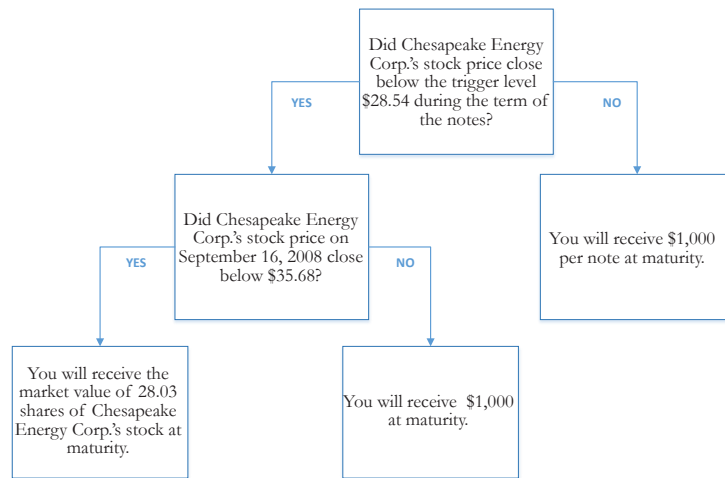 Did Chesapeake Energy
Corp.'s stock price close
below the trigger level
$28.54 during the term of
the notes?
YES
NO
Did Chesapeake Energy
Corp.'s stock price on
September 16, 2008 close
below $35.68?
You will receive $1,000
per note at maturity.
YES
NO
You will receive the
market value of 28.03
shares of Chesapeake
Energy Corp.'s stock at
maturity.
You will receive $1,000
at maturity.